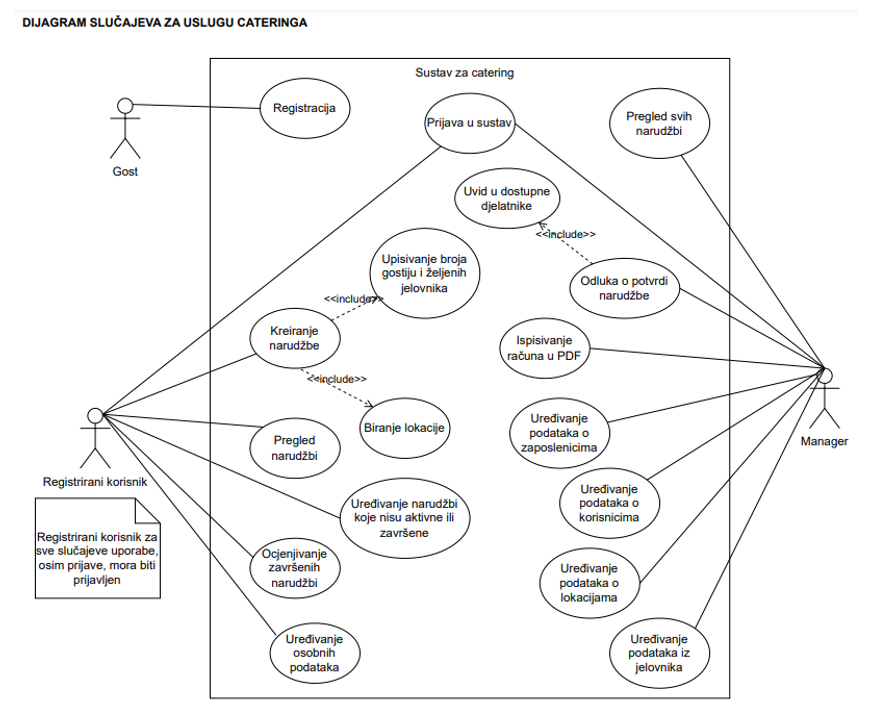 DIJAGRAM SLUČAJEVA ZA USLUGU CATERINGA
Sustav za catering
Registracija
Prijava u sustav
Pregled svih
narudžbi
Gost
Uvid u dostupne
djelatnike
<<include>>
Upisivanje broja
gostiju i željenih
jelovnika
Odluka o potvrdi
narudžbe
<<include>>
Kreiranje
narudžbe
Ispisivanje
računa u PDF
<<include>>
Biranje lokacije
Manager
Uređivanje
podataka o
zaposlenicima
Pregled
narudžbi
Registrirani korisnik
Uređivanje
podataka o
korisnicima
Uređivanje narudžbi
koje nisu aktivne ili
završene
Registrirani korisnik za
sve slučajeve uporabe,
osim prijave, mora biti
prijavljen
Ocjenjivanje
završenih
narudžbi
Uređivanje
podataka o
lokacijama
Uređivanje
osobnih
podataka
Uređivanje
podataka iz
jelovnika